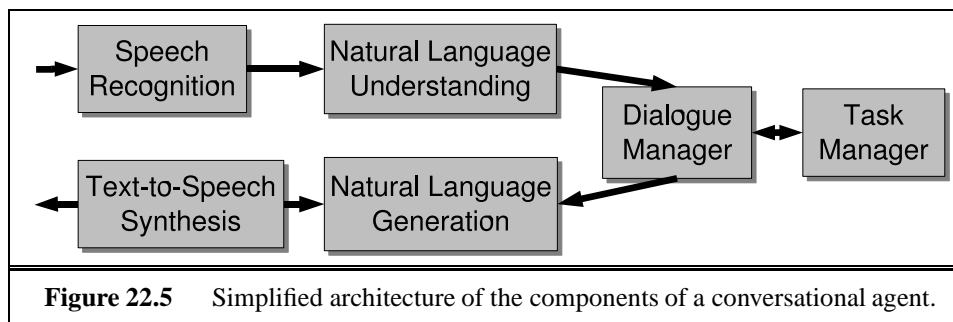 Speech
Recognition
Natural Language
Understanding
Dialogue
Manager
Task
Manager
Text-to-Speech
Synthesis
Natural Language
Generation
Figure 22.5 Simplified architecture of the components of a conversational agent.